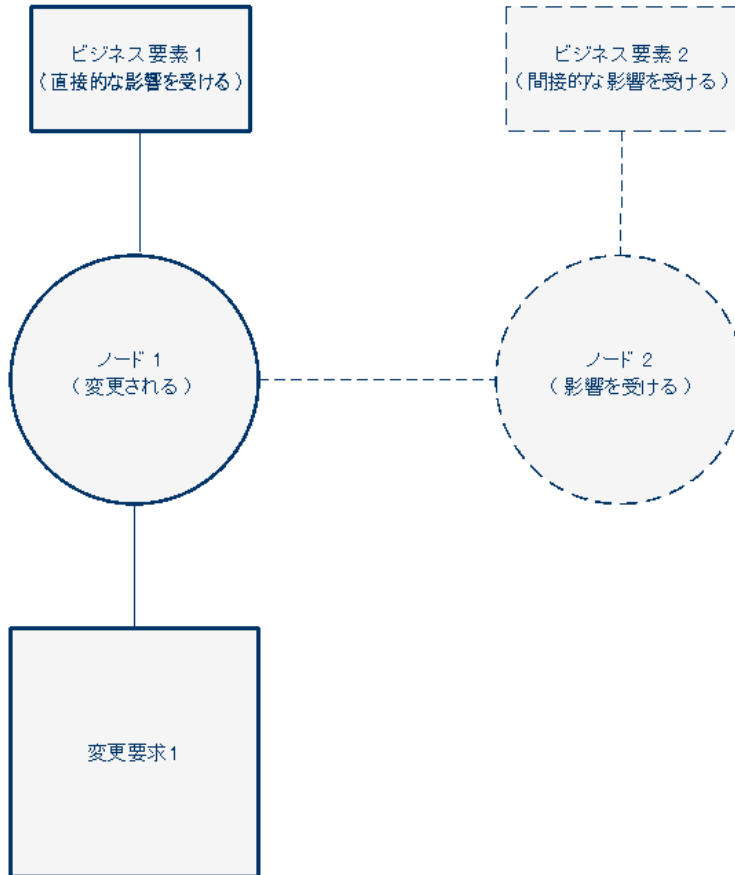 ビジネス要素 1
（直接的な影響を受ける）
ビジネス要素 2
（間接的な影響を受ける）
ノード 1
（変更される）
ノード 2
（影響を受ける）
変更要求 1